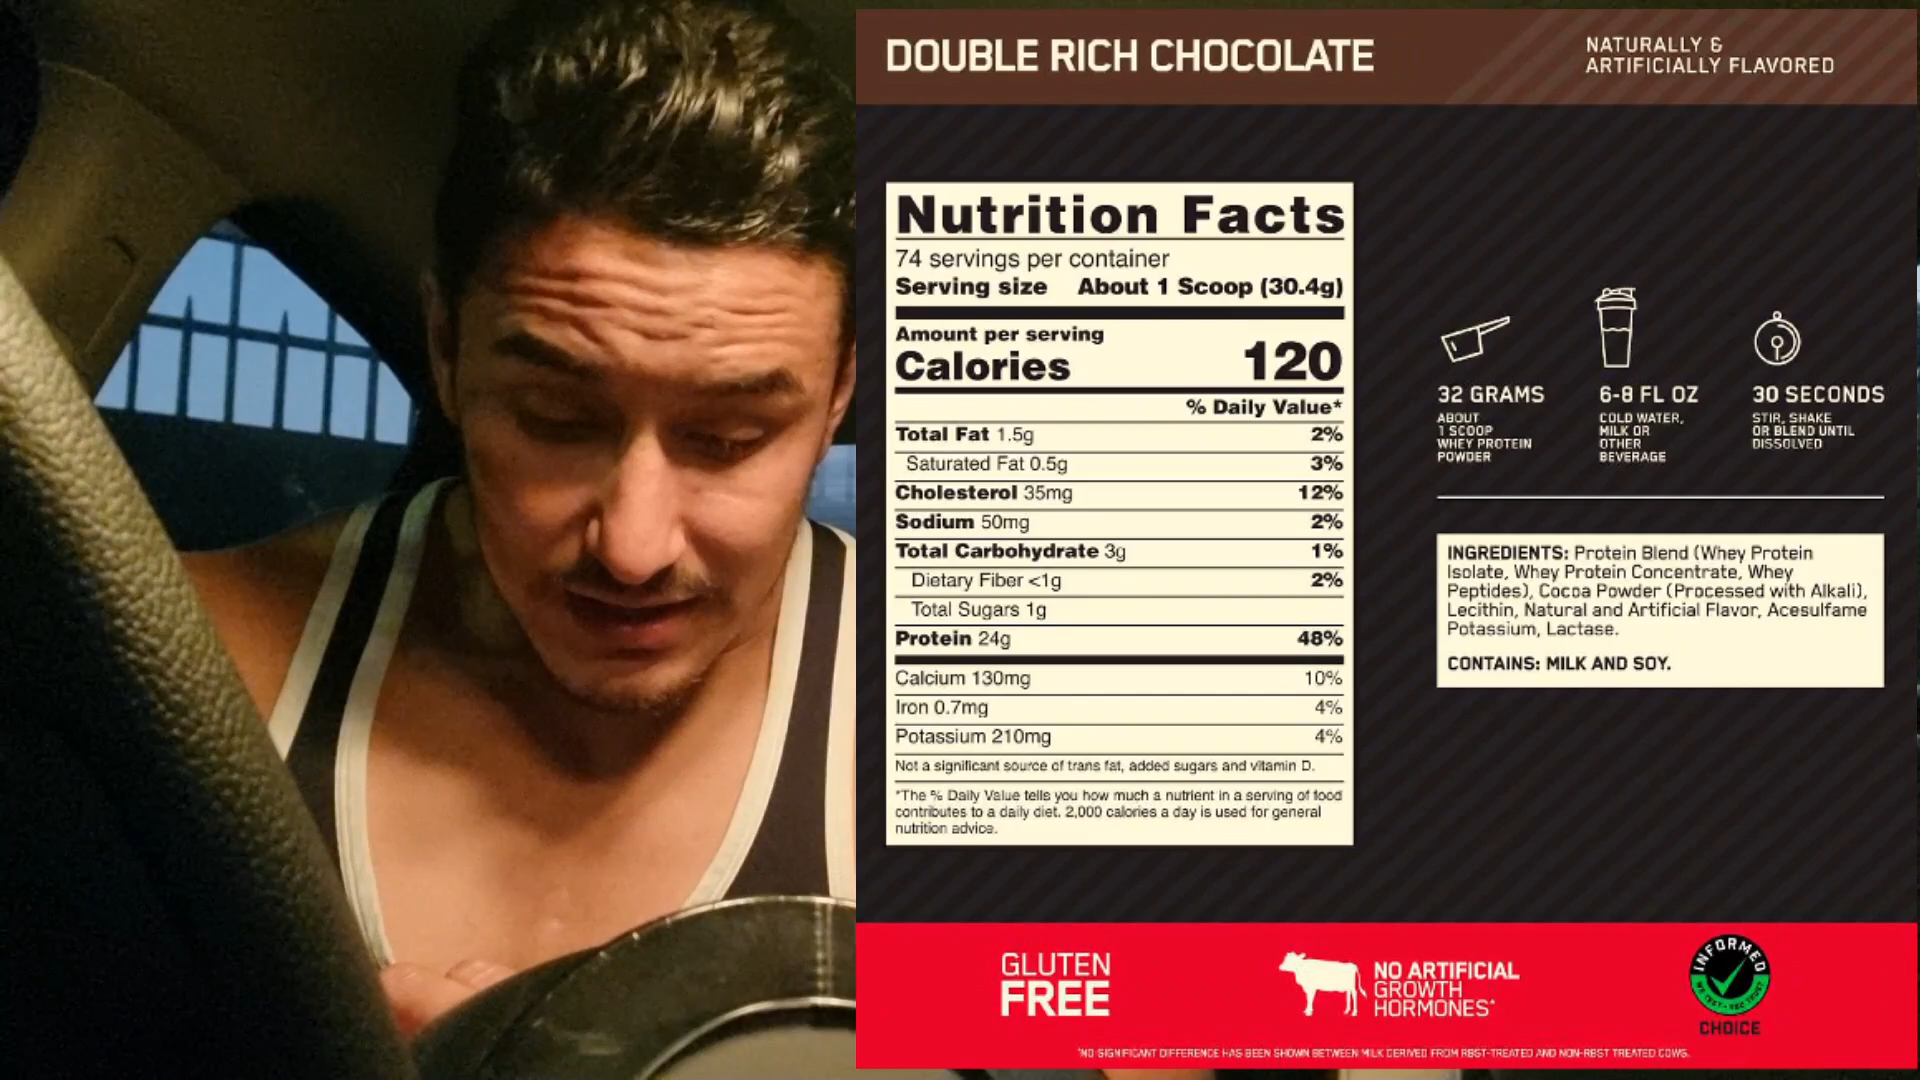 DOUBLE RICH CHOCOLATE
NATURALLY &
ARTIFICIALLY FLAVORED
Nutrition Facts
74 servings per container
Serving size About 1 Scoop (30.4g)
Amount per serving
Calories 120
% Daily Value*
Total Fat 1.5g 2%
Saturated Fat 0.5g 3%
Cholesterol 35mg 12%
Sodium 50mg 2%
Total Carbohydrate 3g 1%
Dietary Fiber <1g 2%
Total Sugars 1g
Protein 24g 48%
Calcium 130mg 10%
Iron 0.7mg 4%
Potassium 210mg 4%
Not a significant source of trans fat, added sugars and vitamin D.
*The % Daily Value tells you how much a nutrient in a serving of food
contributes to a daily diet. 2,000 calories a day is used for general
nutrition advice.
32 GRAMS
ABOUT
1 SCOOP
WHEY PROTEIN
POWDER
6-8 FL OZ
COLD WATER,
MILK OR
OTHER
BEVERAGE
30 SECONDS
STIR, SHAKE
OR BLEND UNTIL
DISSOLVED
INGREDIENTS: Protein Blend (Whey Protein
Isolate, Whey Protein Concentrate, Whey
Peptides), Cocoa Powder (Processed with Alkali),
Lecithin, Natural and Artificial Flavor, Acesulfame
Potassium, Lactase.
CONTAINS: MILK AND SOY.
GLUTEN
FREE
NO ARTIFICIAL
GROWTH
HORMONES*
INFORMED
WE TEST • YOU TRUST
CHOICE
*NO SIGNIFICANT DIFFERENCE HAS BEEN SHOWN BETWEEN MILK DERIVED FROM RBST-TREATED AND NON-RBST TREATED COWS.